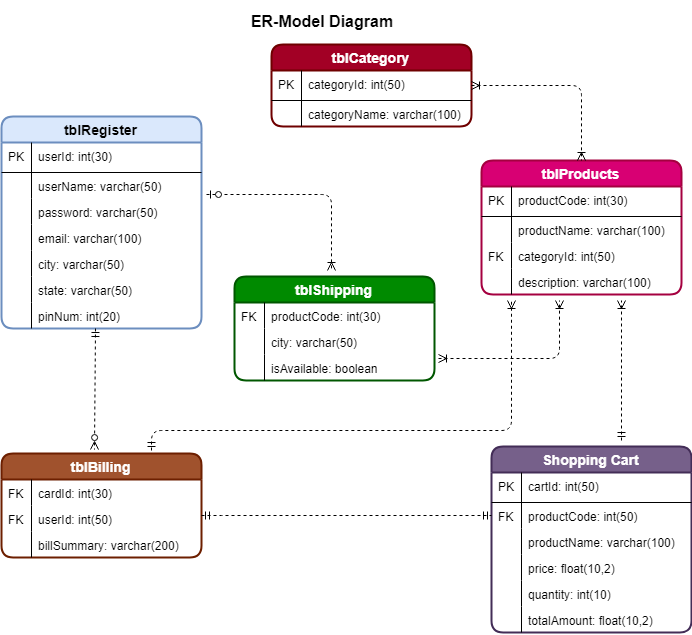 ER-Model Diagram
tblCategory
PK categoryId: int(50)
categoryName: varchar(100)
tblRegister
PK userId: int(30)
userName: varchar(50)
password: varchar(50)
email: varchar(100)
city: varchar(50)
state: varchar(50)
pinNum: int(20)
tblProducts
PK productCode: int(30)
productName: varchar(100)
FK categoryId: int(50)
description: varchar(100)
tblShipping
FK productCode: int(30)
city: varchar(50)
isAvailable: boolean
tblBilling
FK cardId: int(30)
FK userId: int(50)
billSummary: varchar(200)
Shopping Cart
PK cartId: int(50)
FK productCode: int(50)
productName: varchar(100)
price: float(10,2)
quantity: int(10)
totalAmount: float(10,2)